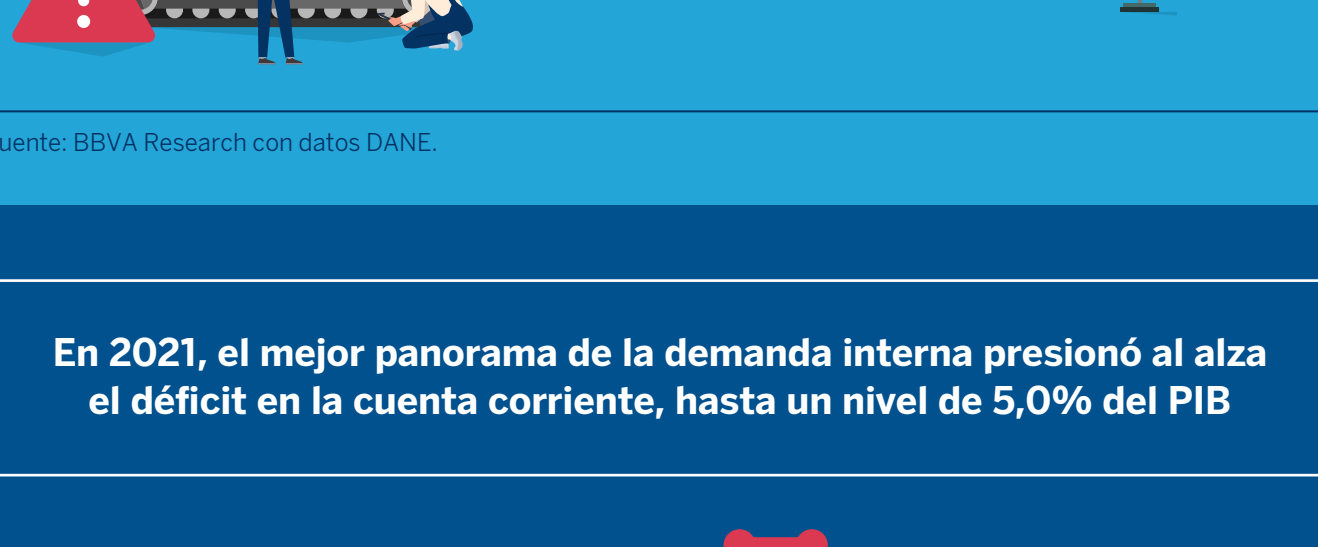 uente: BBVA Research con datos DANE.
En 2021, el mejor panorama de la demanda interna presionó al alza
el déficit en la cuenta corriente, hasta un nivel de 5,0% del PIB